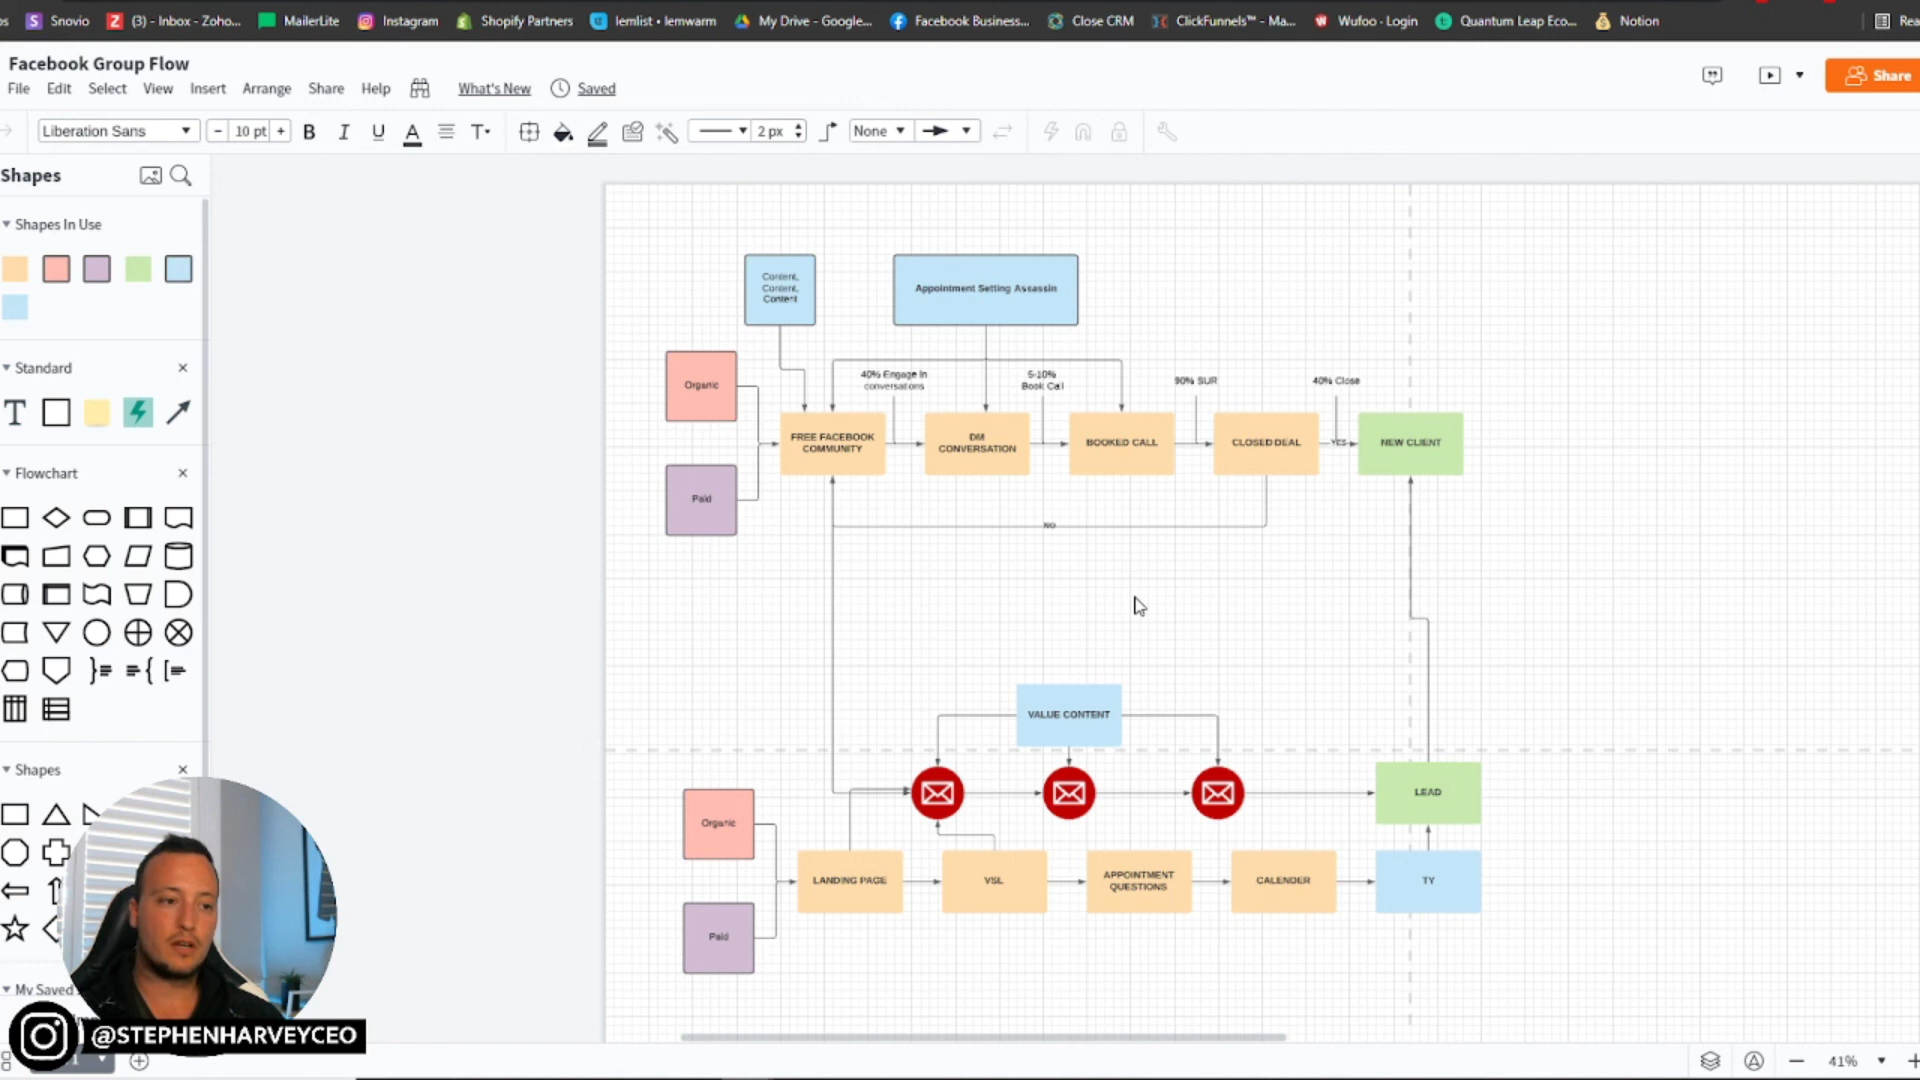 Snovio
(3) - Inbox - Zoho...
MailerLite
Instagram
Shopify Partners
lemlist • lemwarm
My Drive - Google...
Facebook Business...
Close CRM
ClickFunnels™ - Ma...
Wufoo · Login
Quantum Leap Eco...
Notion
Rea
Facebook Group Flow
File Edit Select View Insert Arrange Share Help What's New Saved
Share
Liberation Sans
- 10 pt +
B I U A T
2 px
None
Shapes
Shapes In Use
Standard
T
Flowchart
Shapes
My Saved
Content,
Content,
Content
Appointment Setting Assassin
Organic
Paid
40% Engage In
conversations
5-10%
Book Call
90% SUR
40% Close
FREE FACEBOOK
COMMUNITY
DM
CONVERSATION
BOOKED CALL
CLOSED DEAL
YES
NEW CLIENT
NO
VALUE CONTENT
LEAD
Organic
Paid
LANDING PAGE
VSL
APPOINTMENT
QUESTIONS
CALENDER
TY
@STEPHENHARVEYCEO
41%